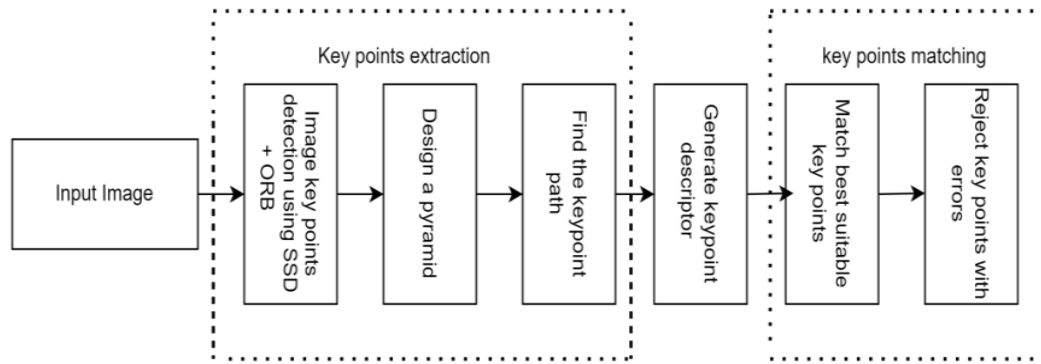 Key points extraction
key points matching
Input Image
Image key points
detection using SSD
+ ORB
Design a pyramid
Find the keypoint
path
Generate keypoint
descriptor
Match best suitable
key points
Reject key points with
errors